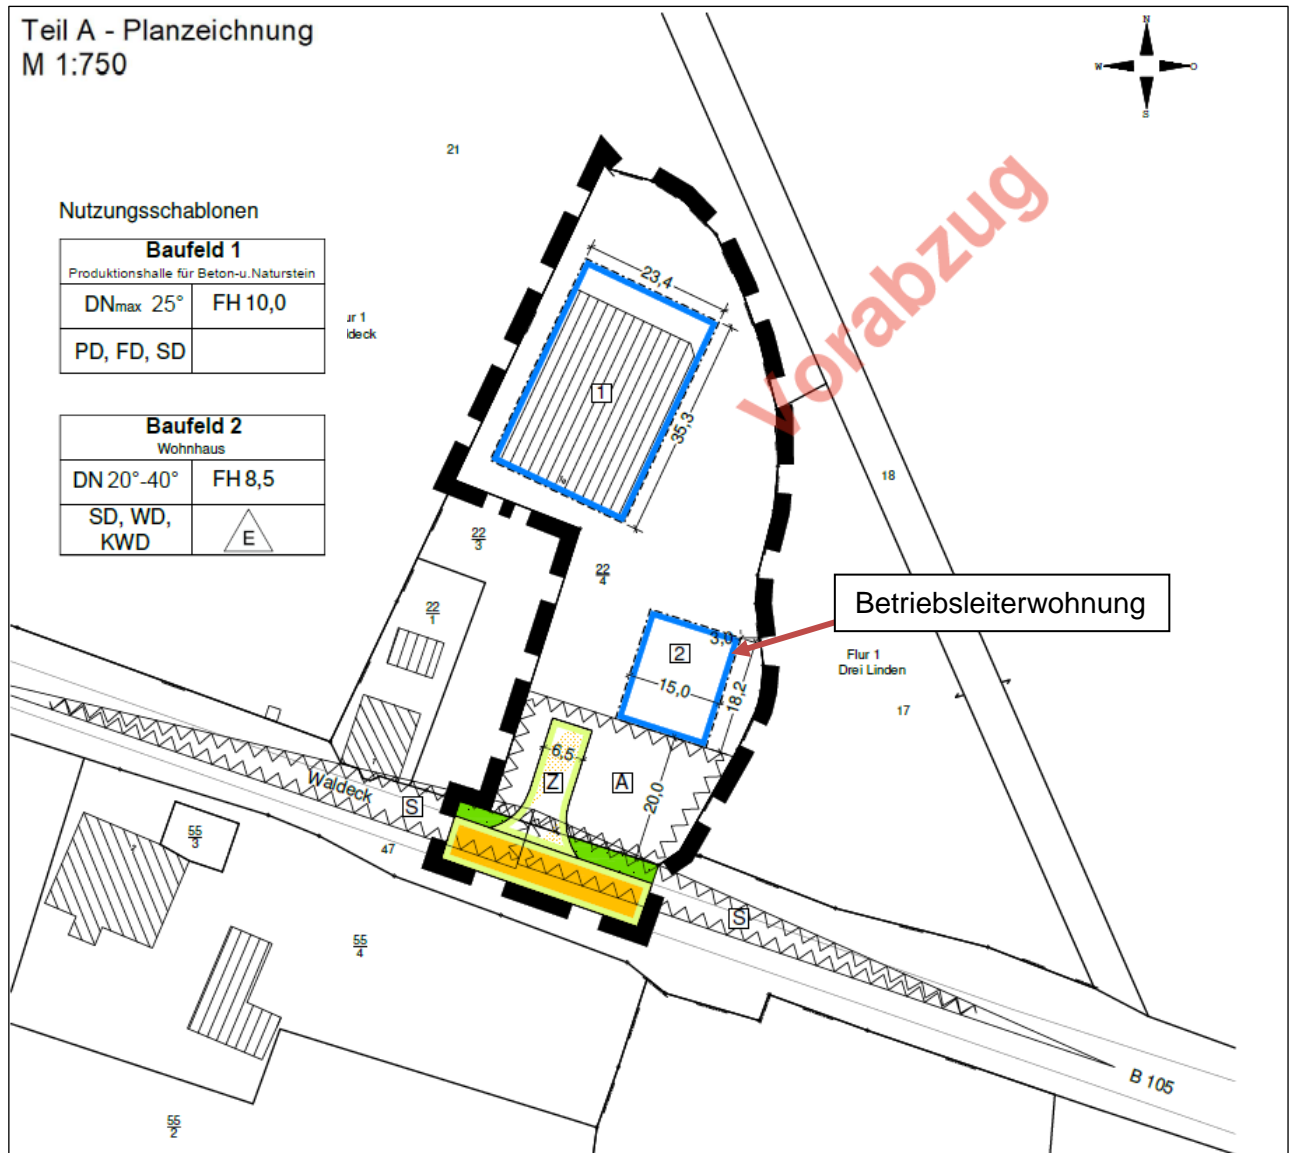 Teil A - Planzeichnung
M 1:750
N
W
O
S
21
Vorabzug
Nutzungsschablonen
Baufeld 1
Produktionshalle für Beton-u.Naturstein
DNmax 25°
FH 10,0
PD, FD, SD
ur 1
ldeck
23,4
1
35,3
Baufeld 2
Wohnhaus
DN 20°-40°
FH 8,5
SD, WD,
KWD
E
18
22
3
22
4
22
1
Betriebsleiterwohnung
3,0
2
15,0
18,2
Flur 1
Drei Linden
17
6,5
Z
A
20,0
Waldeck
S
47
55
3
S
55
4
B 105
55
2